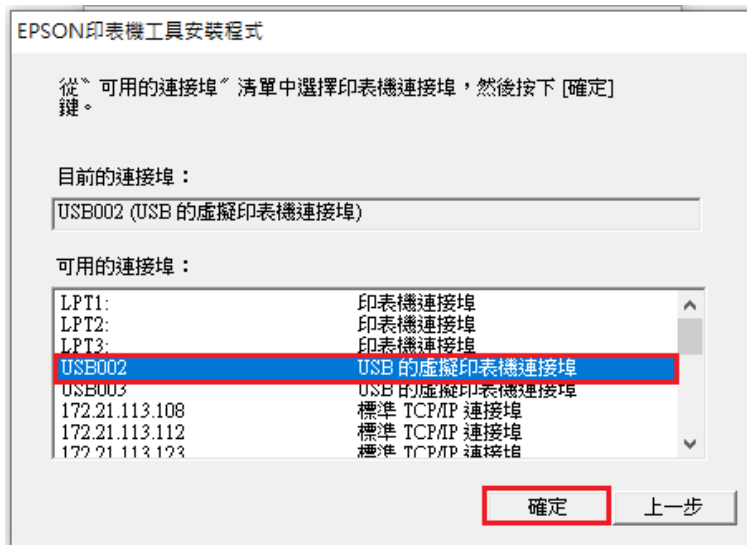 EPSON印表機工具安裝程式
從〝可用的連接埠〞清單中選擇印表機連接埠，然後按下 [確定]
鍵。
目前的連接埠：
USB002 (USB 的虛擬印表機連接埠)
可用的連接埠：
LPT1: 印表機連接埠
LPT2: 印表機連接埠
LPT3: 印表機連接埠
USB002 USB 的虛擬印表機連接埠
USB003 USB 的虛擬印表機連接埠
172.21.113.108 標準 TCP/IP 連接埠
172.21.113.112 標準 TCP/IP 連接埠
172.21.113.123 標準 TCP/IP 連接埠
確定 上一步